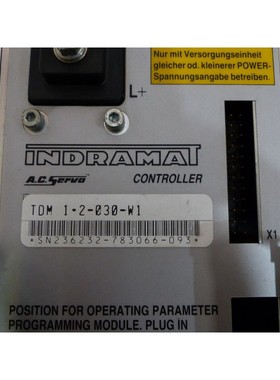 Nur mit Versorgungseinheit
gleicher od. kleinerer POWER-
Spannungsangabe betreiben.
L+
INDRAMAT
A.C. Servo CONTROLLER
TDM 1·2-030-W1
*SN236232-783066-093*
X1
POSITION FOR OPERATING PARAMETER
PROGRAMMING MODULE. PLUG IN